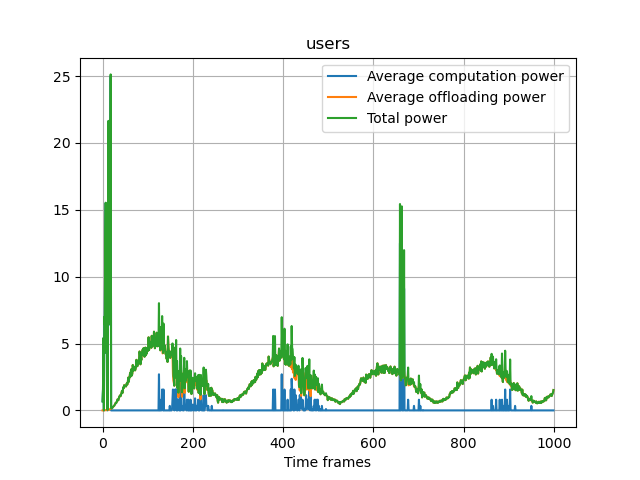 users
Average computation power
Average offloading power
Total power
25
20
15
10
5
0
0 200 400 600 800 1000
Time frames